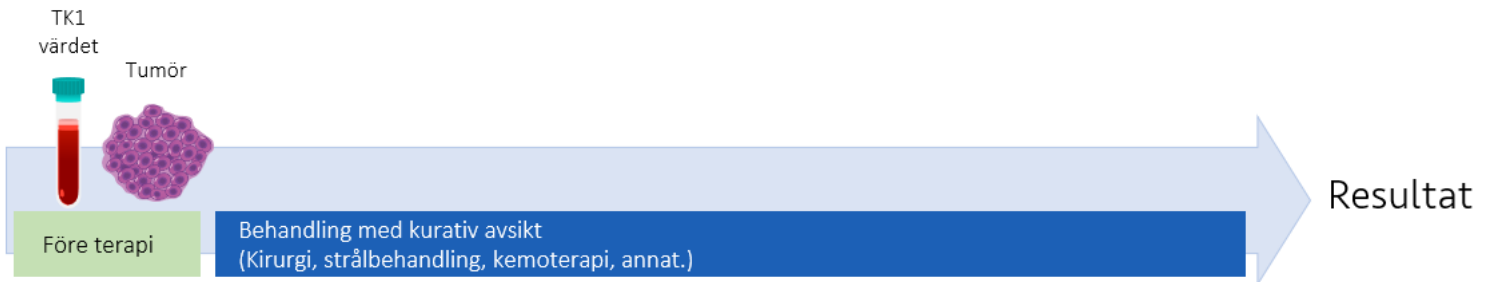 TK1
värdet
Tumör
Resultat
Före terapi
Behandling med kurativ avsikt
(Kirurgi, strålbehandling, kemoterapi, annat.)